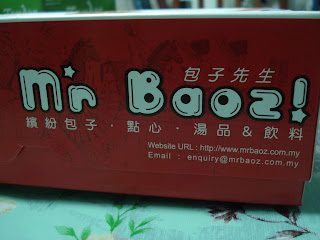 包子先生
Mr Baoz!
繽紛包子·點心·湯品&飲料
Website URL : http://www.mrbaoz.com.my
Email : enquiry@mrbaoz.com.my